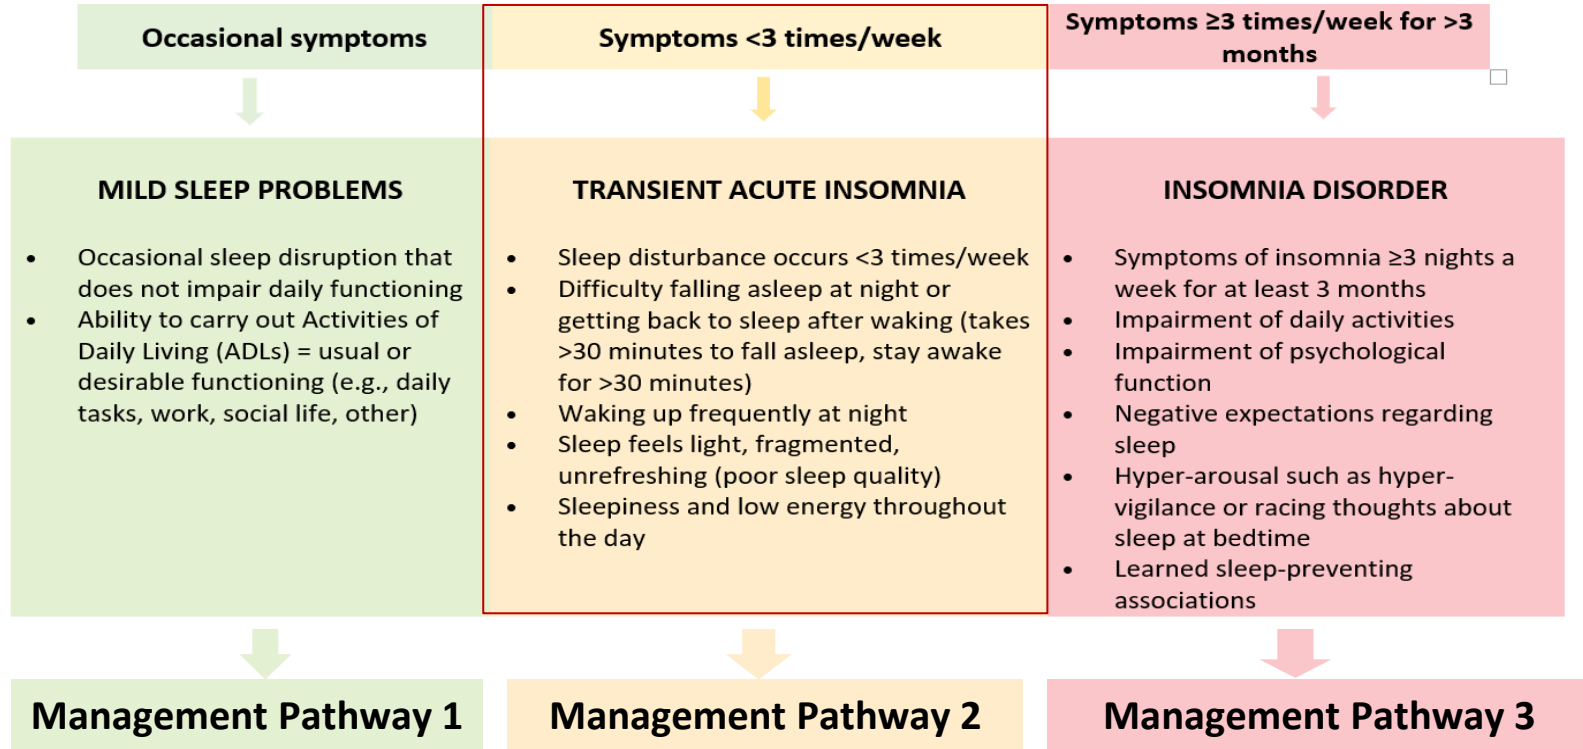 Occasional symptoms
Symptoms <3 times/week
Symptoms ≥3 times/week for >3
months
MILD SLEEP PROBLEMS
• Occasional sleep disruption that
does not impair daily functioning
• Ability to carry out Activities of
Daily Living (ADLs) = usual or
desirable functioning (e.g., daily
tasks, work, social life, other)
TRANSIENT ACUTE INSOMNIA
• Sleep disturbance occurs <3 times/week
• Difficulty falling asleep at night or
getting back to sleep after waking (takes
>30 minutes to fall asleep, stay awake
for >30 minutes)
• Waking up frequently at night
• Sleep feels light, fragmented,
unrefreshing (poor sleep quality)
• Sleepiness and low energy throughout
the day
INSOMNIA DISORDER
• Symptoms of insomnia ≥3 nights a
week for at least 3 months
• Impairment of daily activities
• Impairment of psychological
function
• Negative expectations regarding
sleep
• Hyper-arousal such as hyper-
vigilance or racing thoughts about
sleep at bedtime
• Learned sleep-preventing
associations
Management Pathway 1
Management Pathway 2
Management Pathway 3